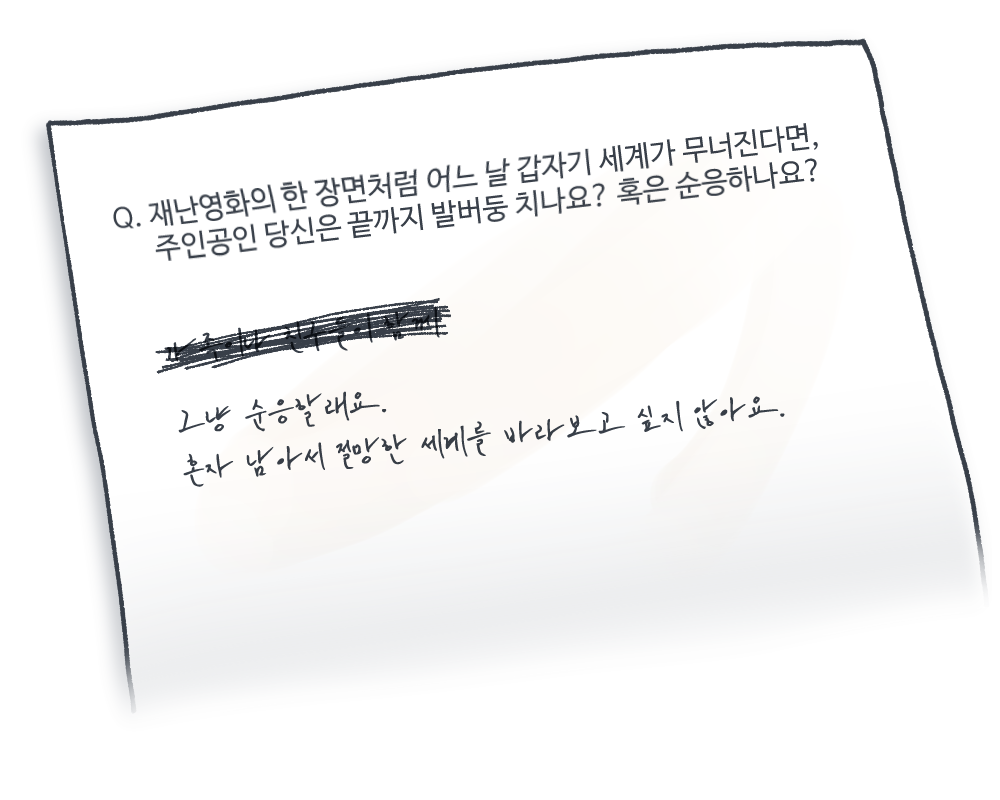 Q. 재난영화의 한 장면처럼 어느 날 갑자기 세계가 무너진다면,
주인공인 당신은 끝까지 발버둥 치나요? 혹은 순응하나요?
그냥 순응할래요.
혼자 남아서 절망한 세계를 바라보고 싶지 않아요.